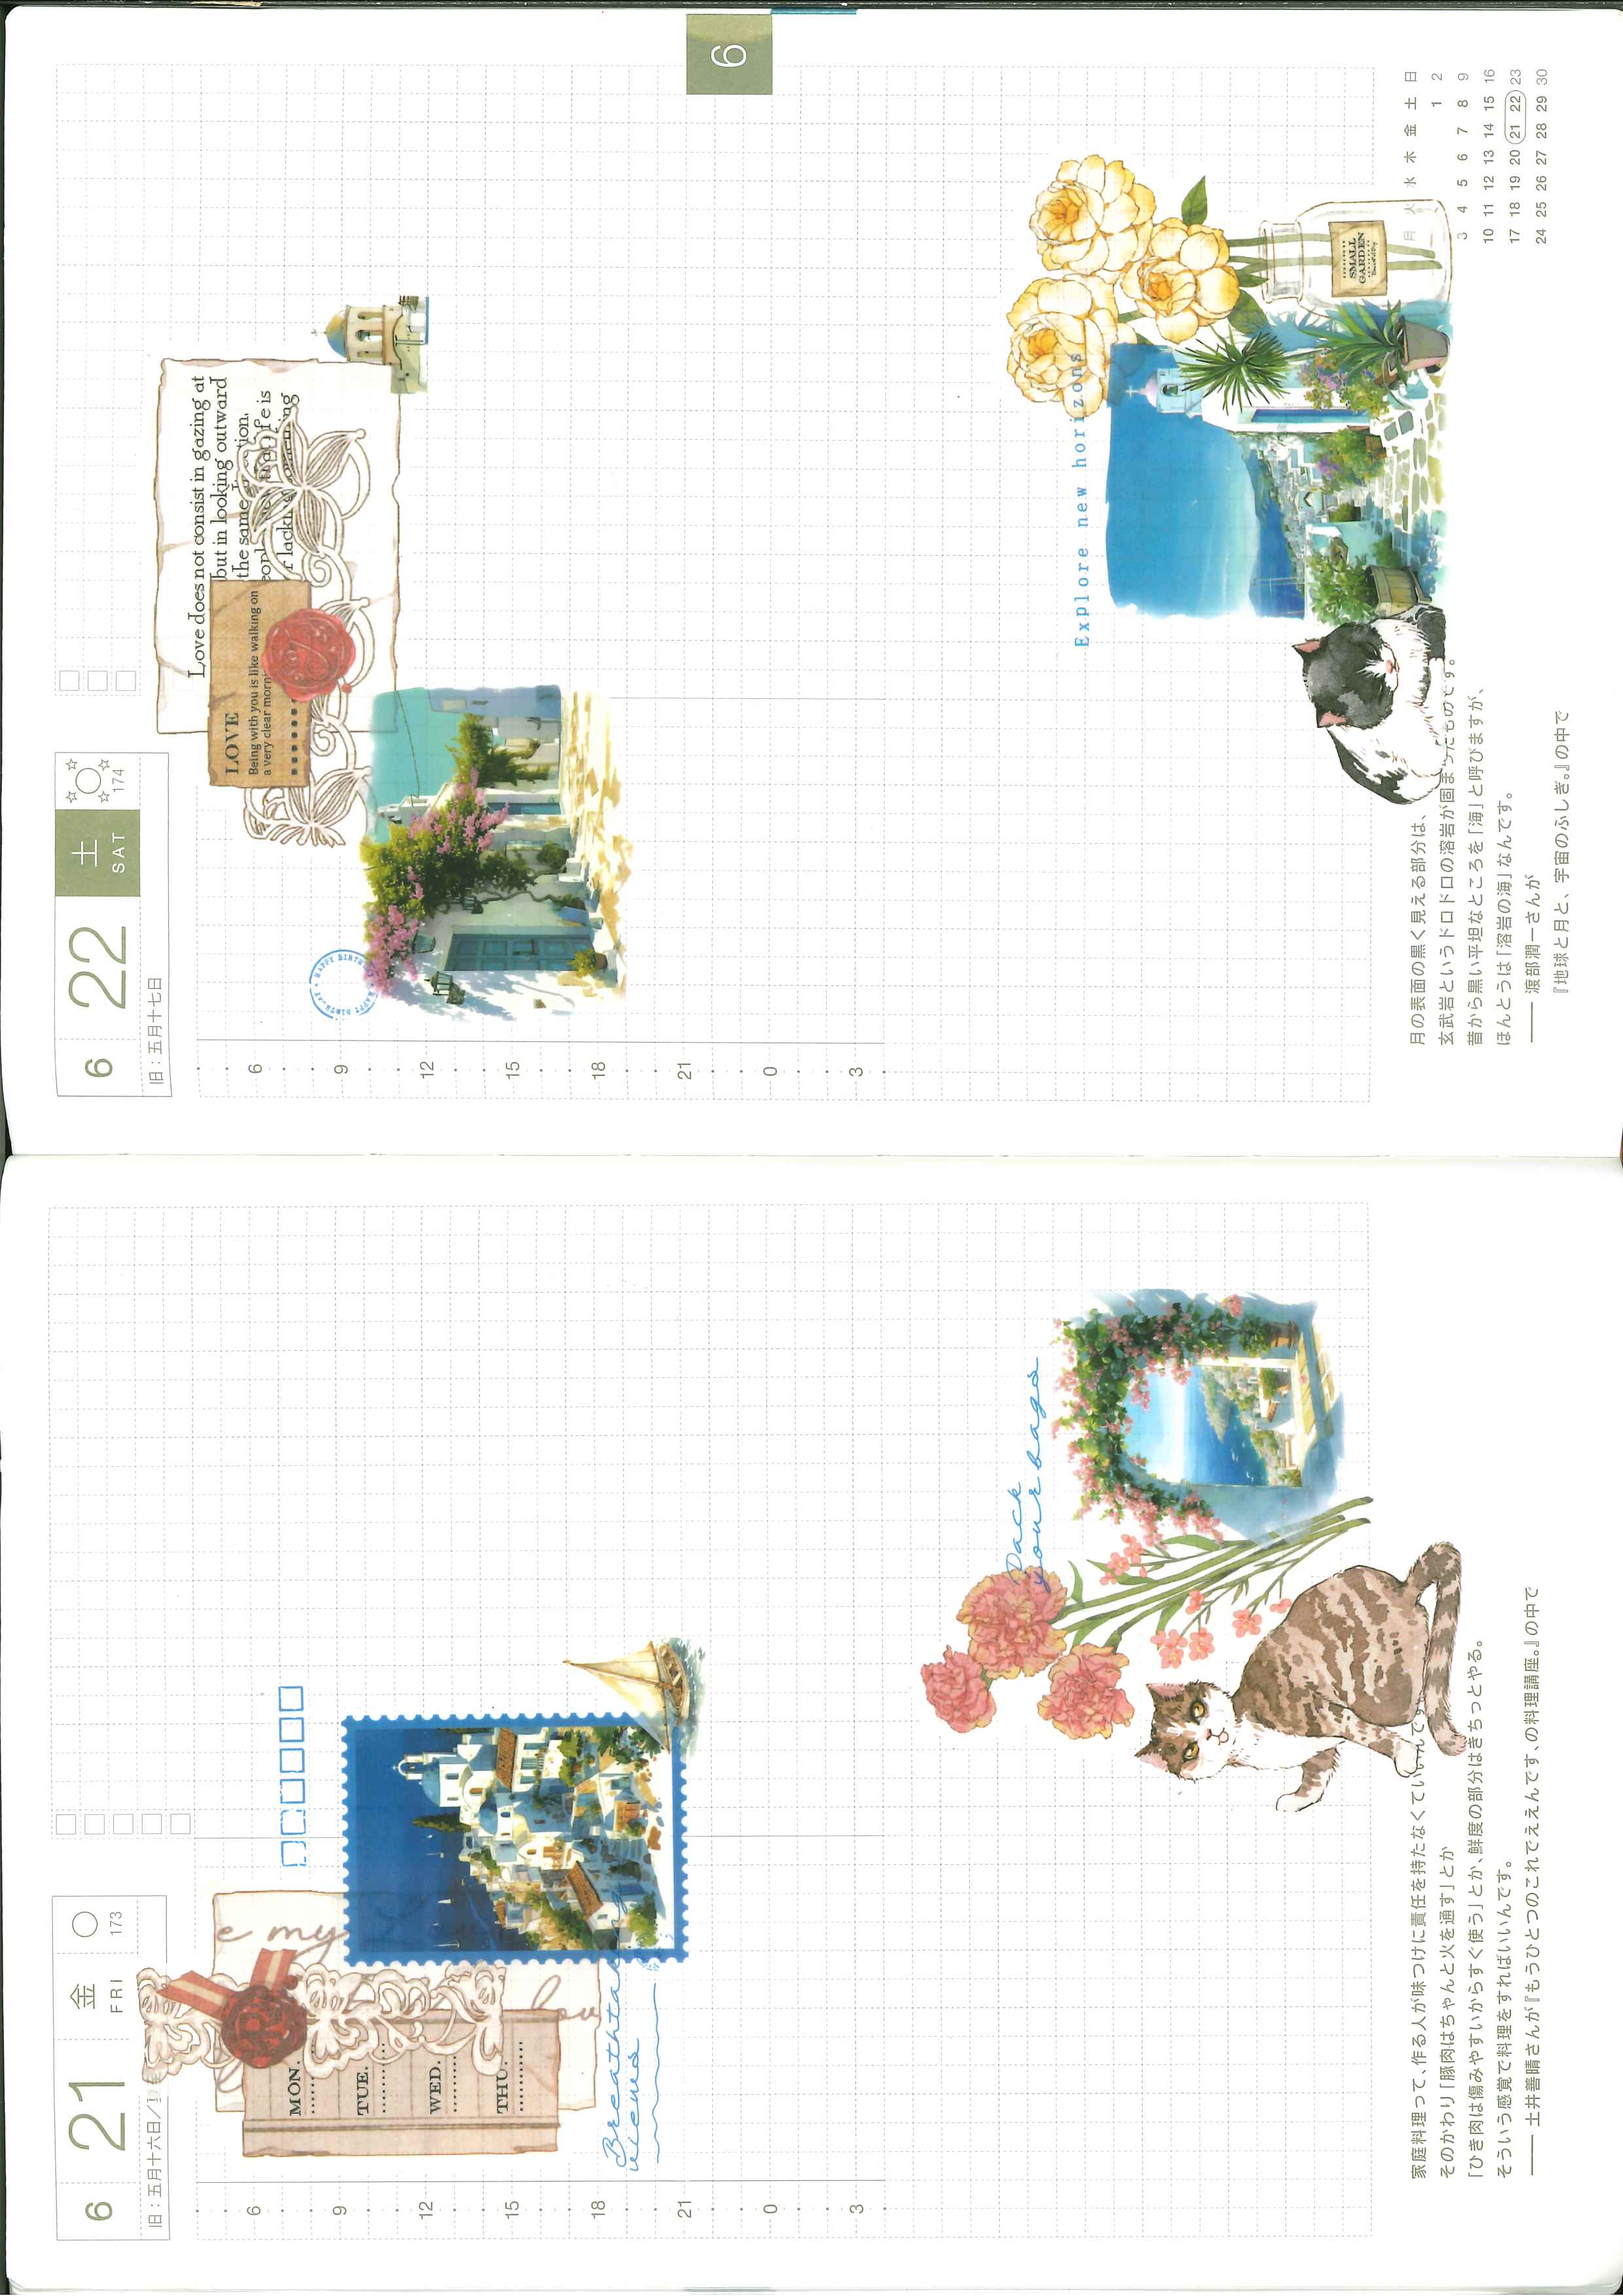 6 21 金 FRI 173
旧：五月十六日／夏至
6
9
12
15
18
21
0
3
MON.
TUE.
WED.
THU.
e my
you
Breathtaking
views
Pack
your bags
家庭料理って、作る人が味つけに責任を持たなくていいんです。
そのかわり「豚肉はちゃんと火を通す」とか
「ひき肉は傷みやすいからすぐ使う」とか、鮮度の部分はきちっとやる。
そういう感覚で料理をすればいいんです。
―― 土井善晴さんが『もうひとつのこれでええんです、の料理講座。』の中で
6 22 土 SAT 174
旧：五月十七日
6
9
12
15
18
21
0
3
Love does not consist in gazing at
but in looking outward
the same direction.
that life is
r lacking something
LOVE
Being with you is like walking on
a very clear morni
HAPPY BIRTHDAY
6
Explore new horizons
SMALL
GARDEN
月の表面の黒く見える部分は、
玄武岩というドロドロの溶岩が固まったものです。
昔から黒い平坦なところを「海」と呼びますが、
ほんとうは「溶岩の海」なんです。
―― 渡部潤一さんが
『地球と月と、宇宙のふしぎ。』の中で
月 火 水 木 金 土 日
1 2
3 4 5 6 7 8 9
10 11 12 13 14 15 16
17 18 19 20 21 22 23
24 25 26 27 28 29 30